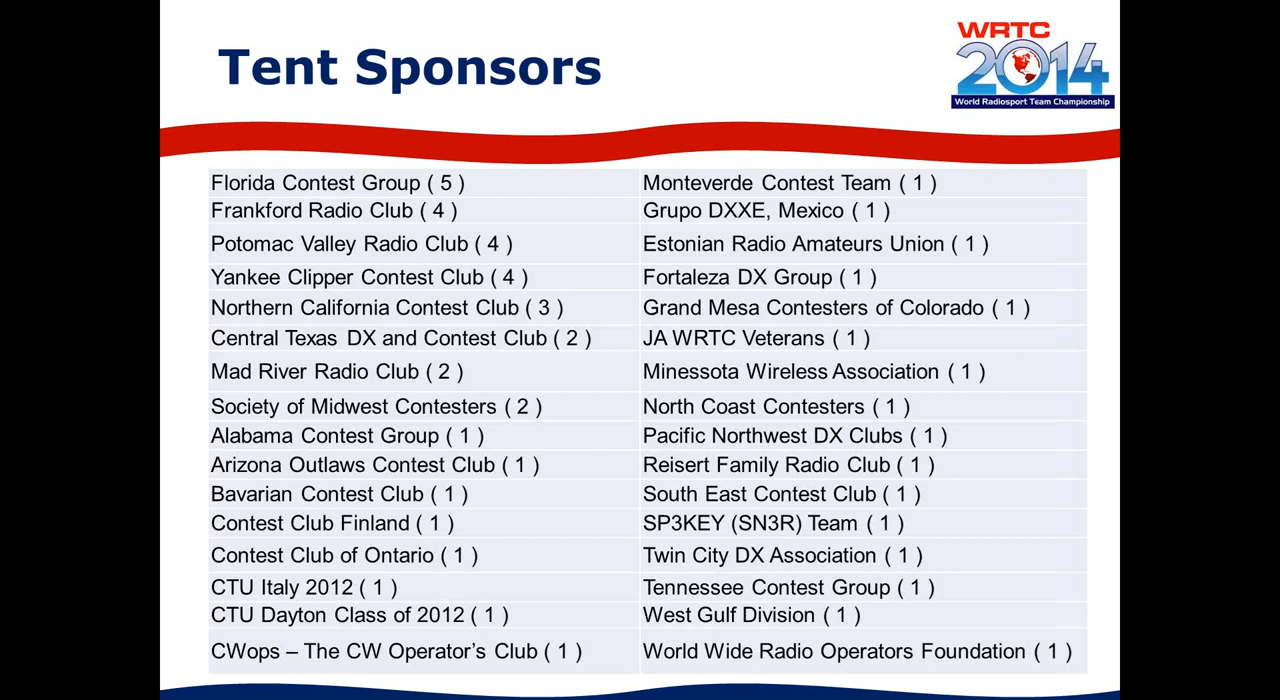 Tent Sponsors
WRTC
2014
World Radiosport Team Championship
Florida Contest Group ( 5 )
Frankford Radio Club ( 4 )
Potomac Valley Radio Club ( 4 )
Yankee Clipper Contest Club ( 4 )
Northern California Contest Club ( 3 )
Central Texas DX and Contest Club ( 2 )
Mad River Radio Club ( 2 )
Society of Midwest Contesters ( 2 )
Alabama Contest Group ( 1 )
Arizona Outlaws Contest Club ( 1 )
Bavarian Contest Club ( 1 )
Contest Club Finland ( 1 )
Contest Club of Ontario ( 1 )
CTU Italy 2012 ( 1 )
CTU Dayton Class of 2012 ( 1 )
CWops – The CW Operator’s Club ( 1 )
Monteverde Contest Team ( 1 )
Grupo DXXE, Mexico ( 1 )
Estonian Radio Amateurs Union ( 1 )
Fortaleza DX Group ( 1 )
Grand Mesa Contesters of Colorado ( 1 )
JA WRTC Veterans ( 1 )
Minessota Wireless Association ( 1 )
North Coast Contesters ( 1 )
Pacific Northwest DX Clubs ( 1 )
Reisert Family Radio Club ( 1 )
South East Contest Club ( 1 )
SP3KEY (SN3R) Team ( 1 )
Twin City DX Association ( 1 )
Tennessee Contest Group ( 1 )
West Gulf Division ( 1 )
World Wide Radio Operators Foundation ( 1 )